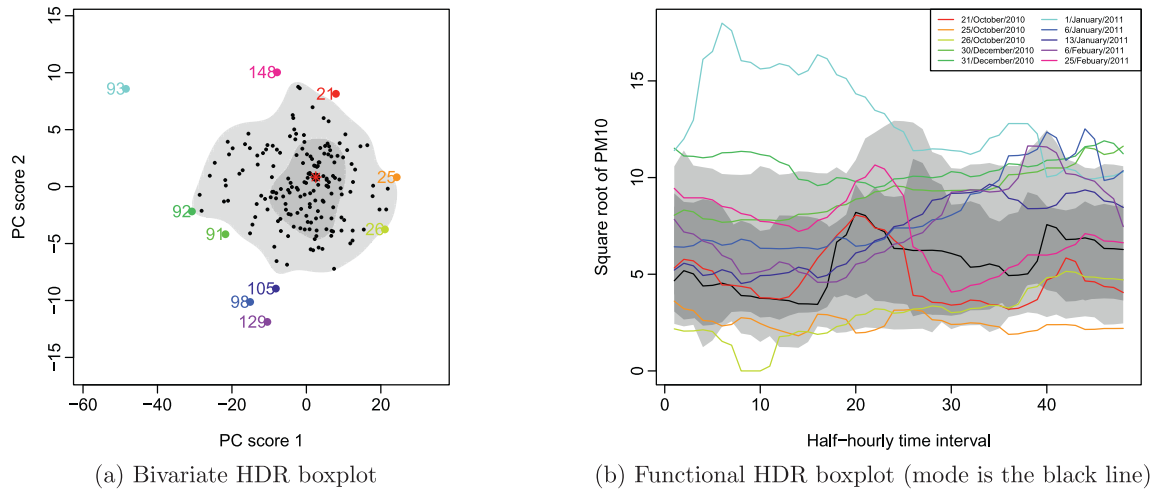 15
10
5
0
−5
−10
−15
−60
−40
−20
0
20
PC score 2
PC score 1
93
148
21
25
26
92
91
105
98
129
(a) Bivariate HDR boxplot
15
10
5
0
0
10
20
30
40
Square root of PM10
Half−hourly time interval
21/October/2010
25/October/2010
26/October/2010
30/December/2010
31/December/2010
1/January/2011
6/January/2011
13/January/2011
6/Febuary/2011
25/Febuary/2011
(b) Functional HDR boxplot (mode is the black line)